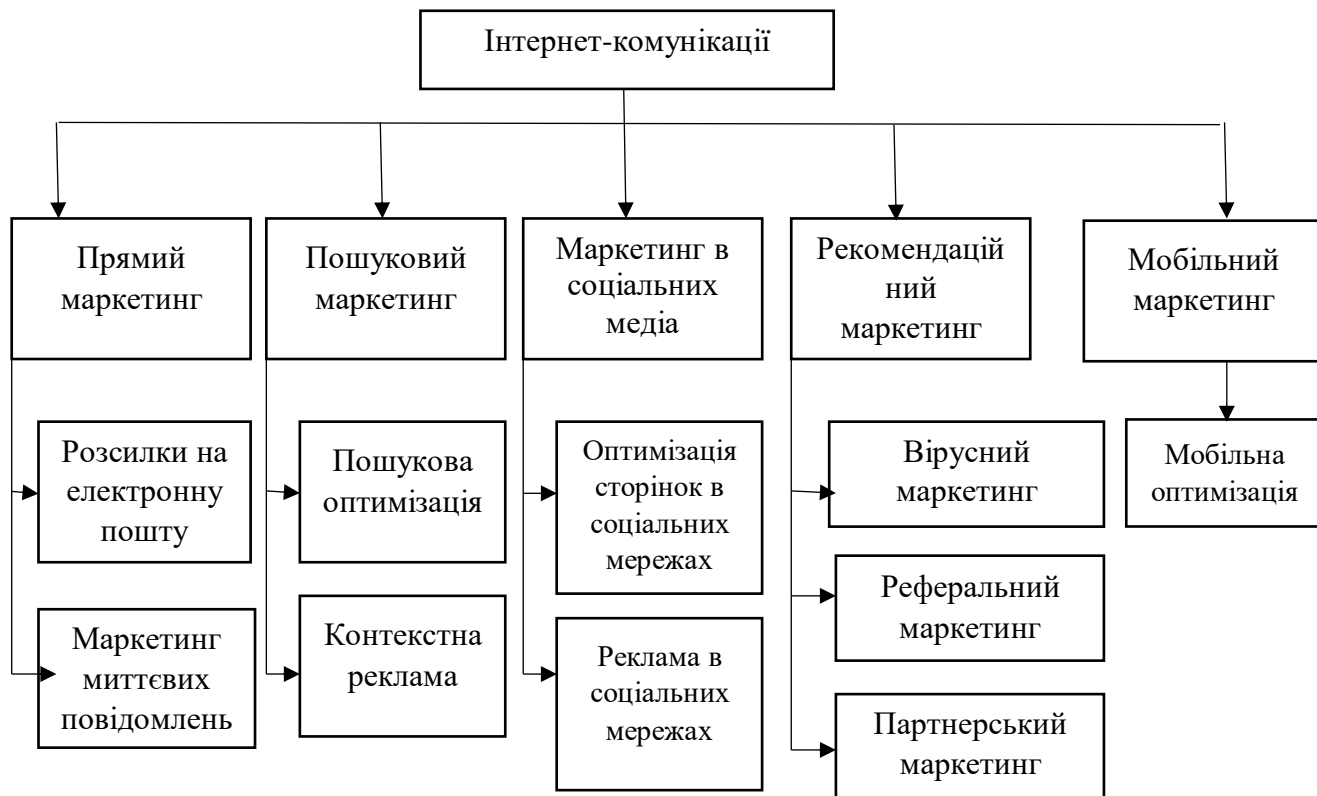 Інтернет-комунікації
Прямий
маркетинг
Пошуковий
маркетинг
Маркетинг в
соціальних
медіа
Рекомендацій
ний
маркетинг
Мобільний
маркетинг
Розсилки на
електронну
пошту
Пошукова
оптимізація
Оптимізація
сторінок в
соціальних
мережах
Вірусний
маркетинг
Мобільна
оптимізація
Маркетинг
миттєвих
повідомлень
Контекстна
реклама
Реклама в
соціальних
мережах
Реферальний
маркетинг
Партнерський
маркетинг